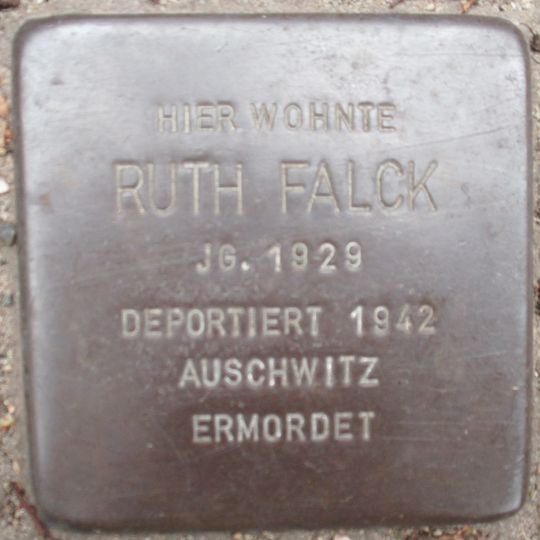 HIER WOHNTE
RUTH FALCK
JG. 1929
DEPORTIERT 1942
AUSCHWITZ
ERMORDET